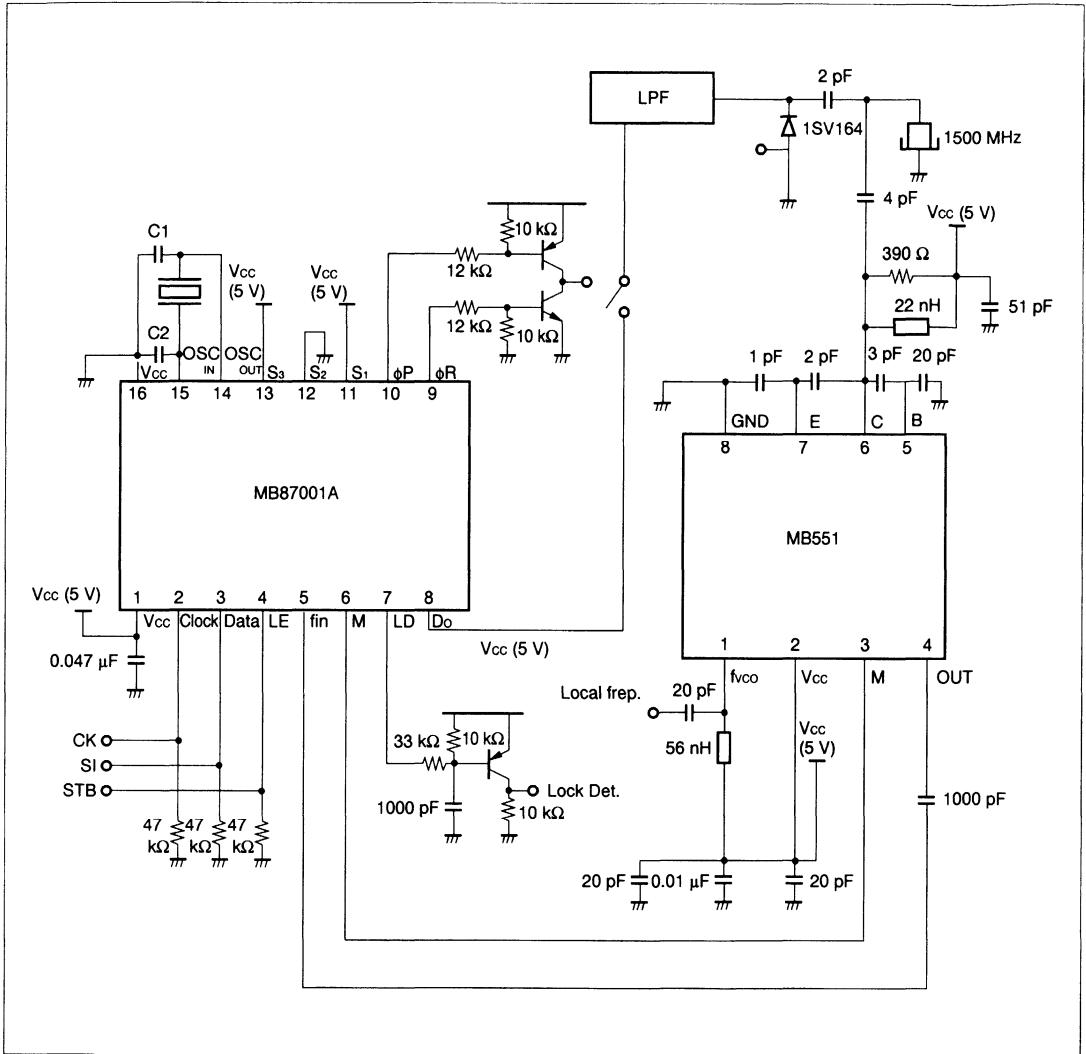 LPF
2 pF
1SV164
1500 MHz
4 pF
VCC (5 V)
390 Ω
22 nH
51 pF
10 kΩ
12 kΩ
12 kΩ
10 kΩ
C1
VCC
(5 V)
VCC
(5 V)
C2
OSC
IN
OSC
OUT
VCC
S3
S2
S1
φP
φR
16
15
14
13
12
11
10
9
MB87001A
1
2
3
4
5
6
7
8
VCC
Clock
Data
LE
fin
M
LD
Do
VCC (5 V)
0.047 µF
VCC (5 V)
CK
SI
STB
47
kΩ
47
kΩ
47
kΩ
33 kΩ
10 kΩ
1000 pF
Lock Det.
10 kΩ
1 pF
2 pF
3 pF
20 pF
GND
E
C
B
8
7
6
5
MB551
1
2
3
4
fvco
VCC
M
OUT
Local frep.
20 pF
56 nH
VCC
(5 V)
1000 pF
20 pF
0.01 µF
20 pF